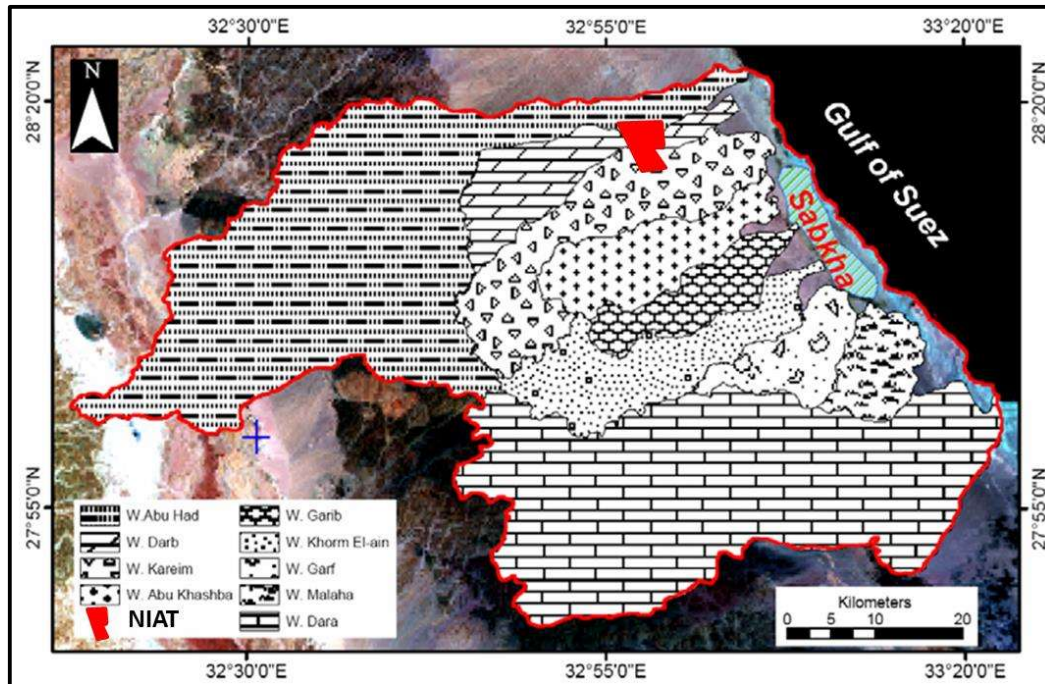 32°30'0"E
32°55'0"E
33°20'0"E
28°20'0"N
28°20'0"N
N
Gulf of Suez
Sabkha
27°55'0"N
27°55'0"N
W.Abu Had
W. Darb
W. Kareim
W. Abu Khashba
NIAT
W. Garib
W. Khorm El-ain
W. Garf
W. Malaha
W. Dara
Kilometers
0 5 10 20
32°30'0"E
32°55'0"E
33°20'0"E